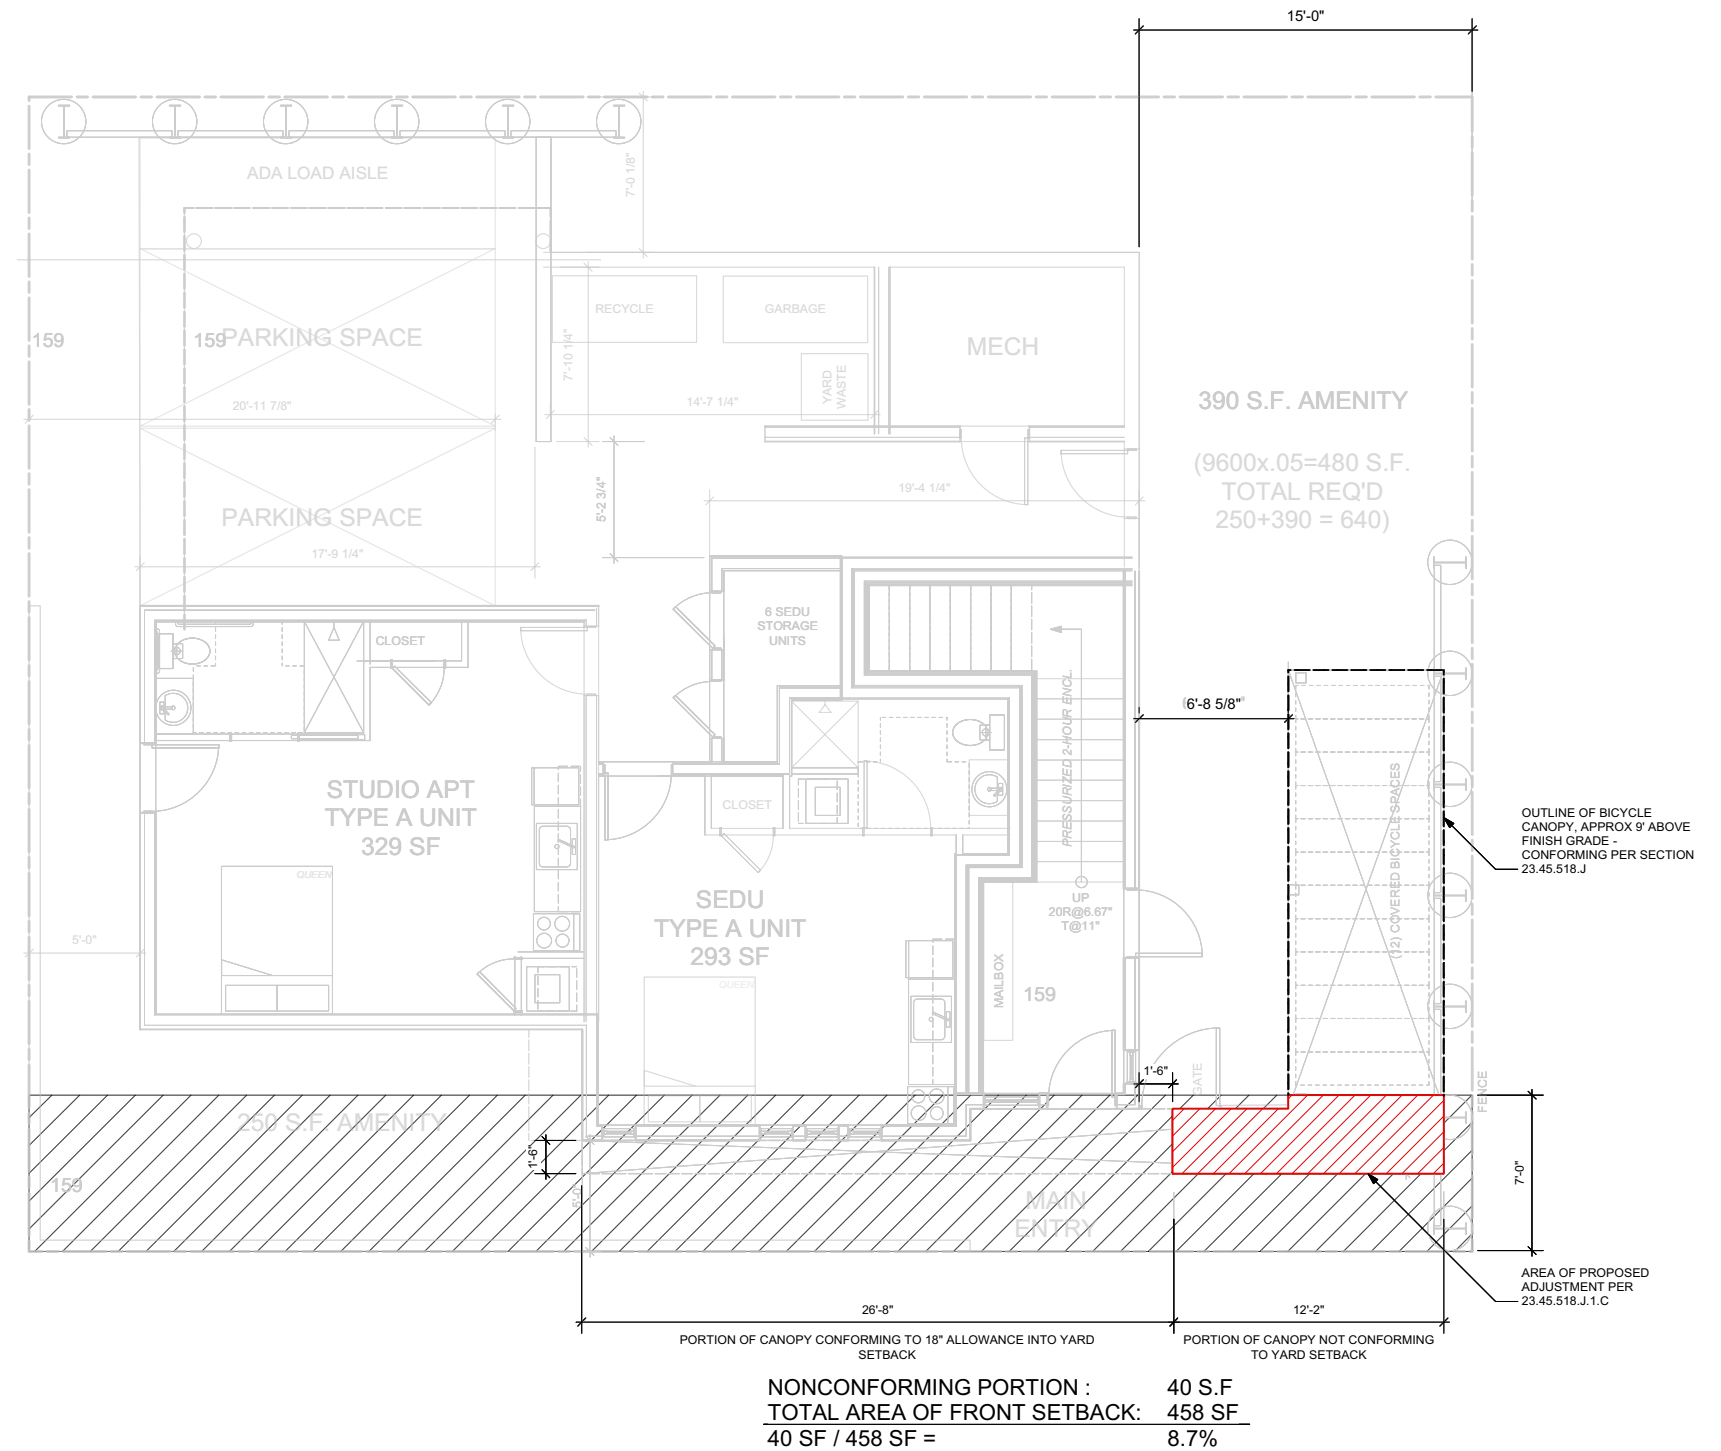 15'-0"
ADA LOAD AISLE
7'-0 1/8"
RECYCLE
GARBAGE
159
159
PARKING SPACE
7'-10 1/4"
MECH
YARD
WASTE
20'-11 7/8"
14'-7 1/4"
390 S.F. AMENITY
(9600x.05=480 S.F.
TOTAL REQ'D
250+390 = 640)
19'-4 1/4"
5'-2 3/4"
PARKING SPACE
17'-9 1/4"
6 SEDU
STORAGE
UNITS
CLOSET
6'-8 5/8"
PRESSURIZED 2-HOUR ENCL.
STUDIO APT
TYPE A UNIT
329 SF
CLOSET
(12) COVERED BICYCLE SPACES
OUTLINE OF BICYCLE
CANOPY, APPROX 9' ABOVE
FINISH GRADE -
CONFORMING PER SECTION
23.45.518.J
QUEEN
SEDU
TYPE A UNIT
293 SF
UP
20R@6.67"
T@11"
5'-0"
MAILBOX
QUEEN
159
1'-6"
GATE
FENCE
250 S.F. AMENITY
1'-6"
159
5'-0"
MAIN
ENTRY
7'-0"
AREA OF PROPOSED
ADJUSTMENT PER
23.45.518.J.1.C
26'-8"
12'-2"
PORTION OF CANOPY CONFORMING TO 18" ALLOWANCE INTO YARD
SETBACK
PORTION OF CANOPY NOT CONFORMING
TO YARD SETBACK
NONCONFORMING PORTION : 40 S.F
TOTAL AREA OF FRONT SETBACK: 458 SF
40 SF / 458 SF = 8.7%